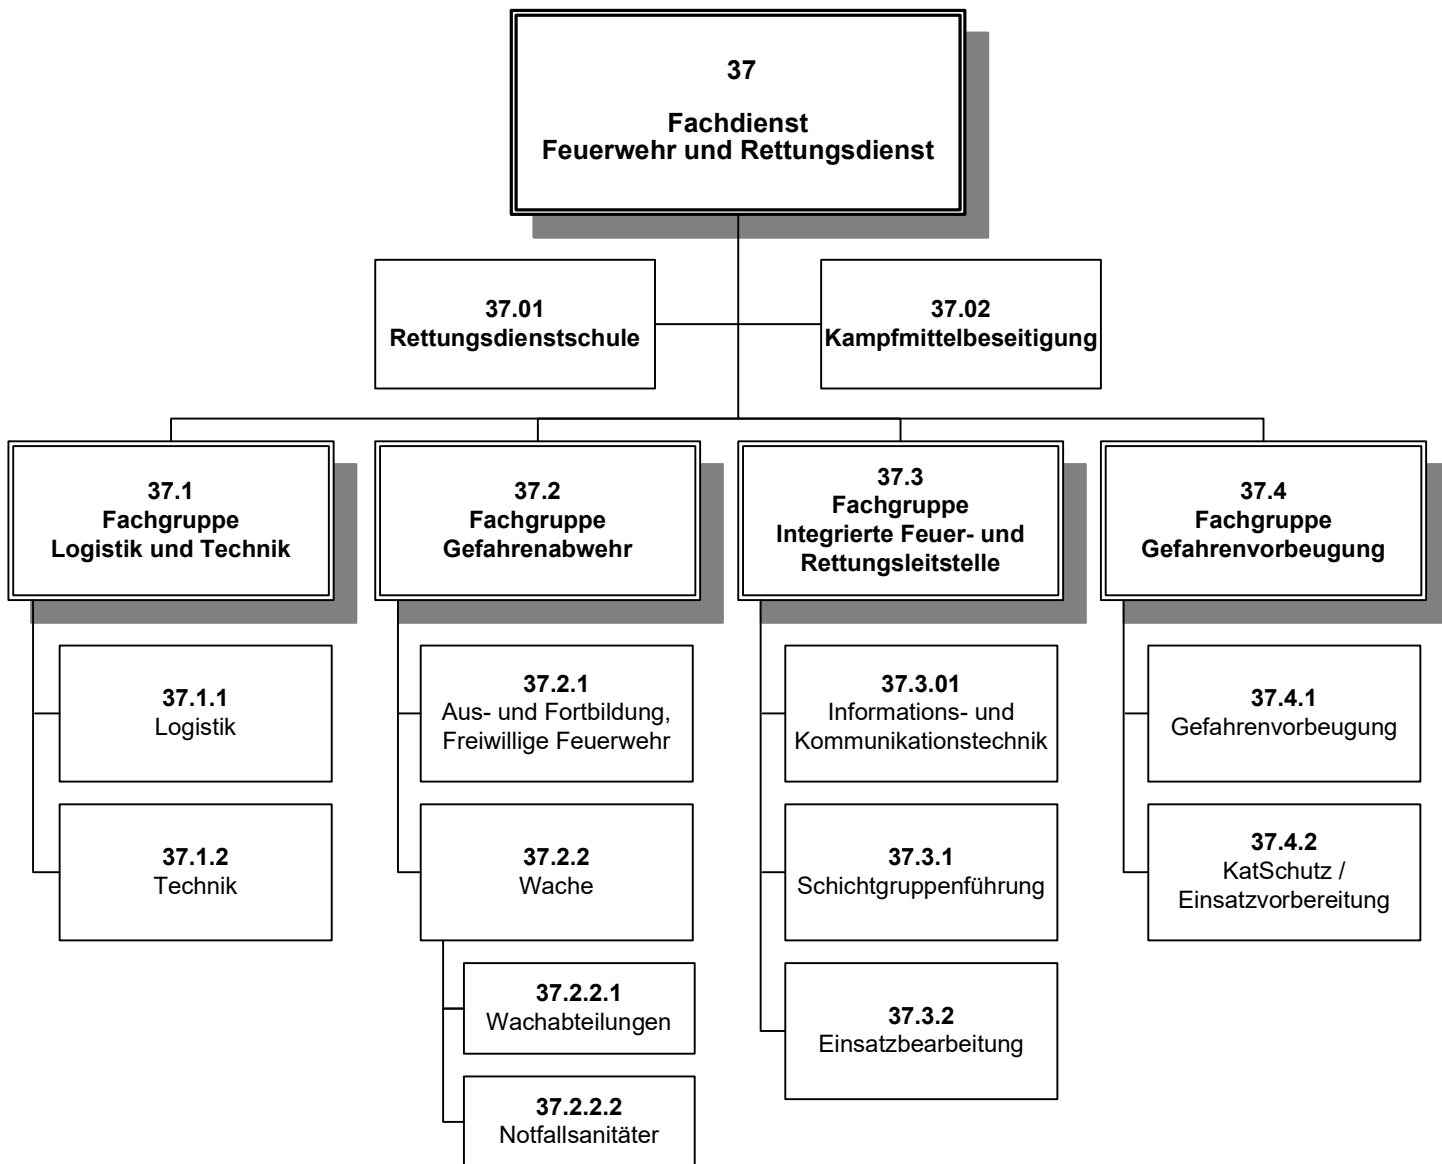 37
Fachdienst
Feuerwehr und Rettungsdienst
37.01
Rettungsdienstschule
37.02
Kampfmittelbeseitigung
37.1
Fachgruppe
Logistik und Technik
37.2
Fachgruppe
Gefahrenabwehr
37.3
Fachgruppe
Integrierte Feuer- und
Rettungsleitstelle
37.4
Fachgruppe
Gefahrenvorbeugung
37.1.1
Logistik
37.2.1
Aus- und Fortbildung,
Freiwillige Feuerwehr
37.3.01
Informations- und
Kommunikationstechnik
37.4.1
Gefahrenvorbeugung
37.1.2
Technik
37.2.2
Wache
37.3.1
Schichtgruppenführung
37.4.2
KatSchutz /
Einsatzvorbereitung
37.2.2.1
Wachabteilungen
37.3.2
Einsatzbearbeitung
37.2.2.2
Notfallsanitäter